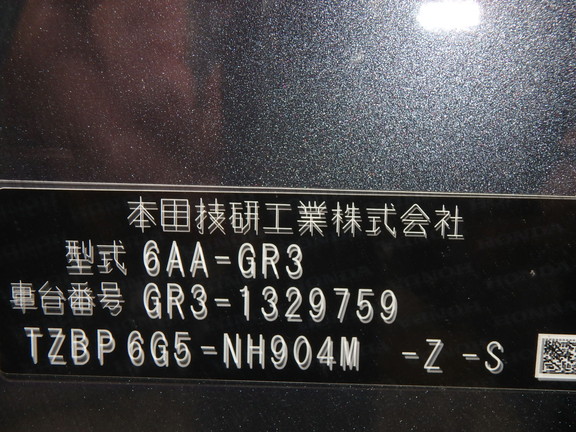 本田技研工業株式会社
型式 6AA-GR3
車台番号 GR3-1329759
TZBP6G5-NH904M -Z -S